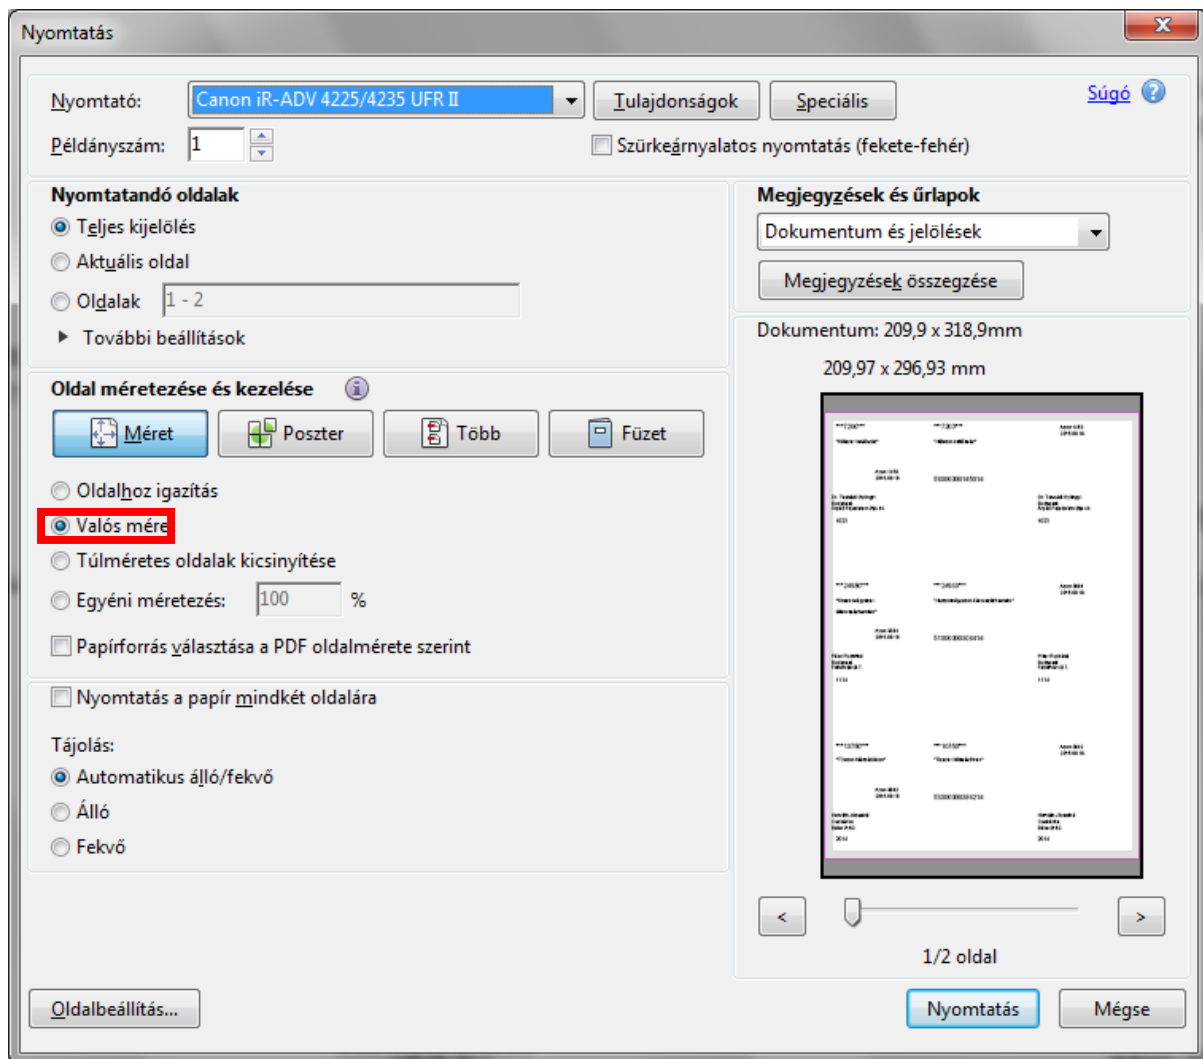 Nyomtatás
Nyomtató: Canon iR-ADV 4225/4235 UFR II Tulajdonságok Speciális Súgó
Példányszám: 1 Szürkeárnyalatos nyomtatás (fekete-fehér)
Nyomtatandó oldalak
Teljes kijelölés
Aktuális oldal
Oldalak 1 - 2
További beállítások
Megjegyzések és űrlapok
Dokumentum és jelölések
Megjegyzések összegzése
Oldal méretezése és kezelése
Méret Poszter Több Füzet
Oldalhoz igazítás
Valós mére
Túlméretes oldalak kicsinyítése
Egyéni méretezés: 100 %
Papírforrás választása a PDF oldalmérete szerint
Nyomtatás a papír mindkét oldalára
Tájolás:
Automatikus álló/fekvő
Álló
Fekvő
Dokumentum: 209,9 x 318,9mm
209,97 x 296,93 mm
< >
1/2 oldal
Oldalbeállítás... Nyomtatás Mégse